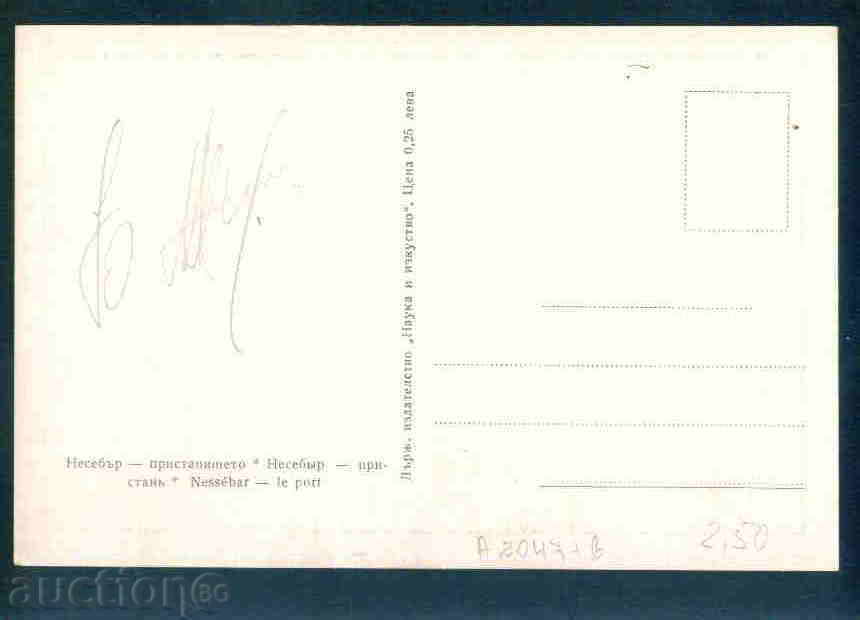 Несебър — пристанището * Несебыр — при-
стань * Nessébar — le port
Държ. издателство „Наука и изкуство“. Цена 0,25 лева
2,50
auction BG